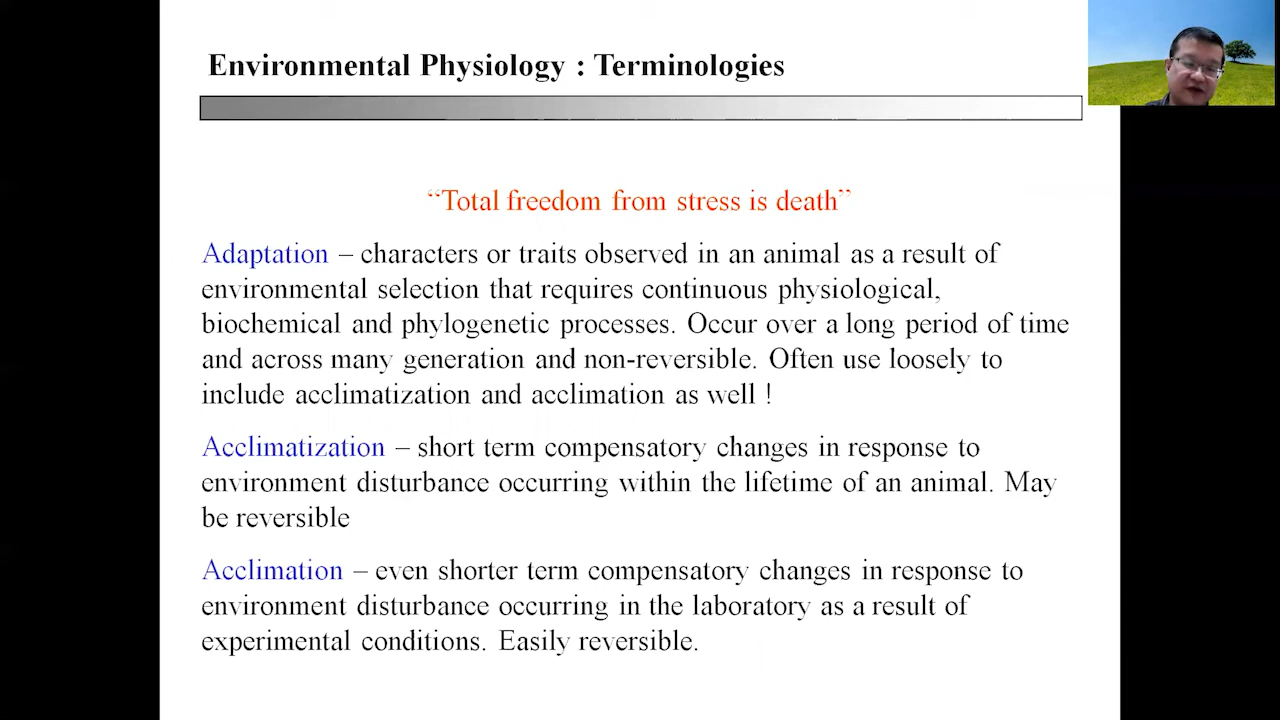 Environmental Physiology : Terminologies
“Total freedom from stress is death”
Adaptation – characters or traits observed in an animal as a result of
environmental selection that requires continuous physiological,
biochemical and phylogenetic processes. Occur over a long period of time
and across many generation and non-reversible. Often use loosely to
include acclimatization and acclimation as well !
Acclimatization – short term compensatory changes in response to
environment disturbance occurring within the lifetime of an animal. May
be reversible
Acclimation – even shorter term compensatory changes in response to
environment disturbance occurring in the laboratory as a result of
experimental conditions. Easily reversible.